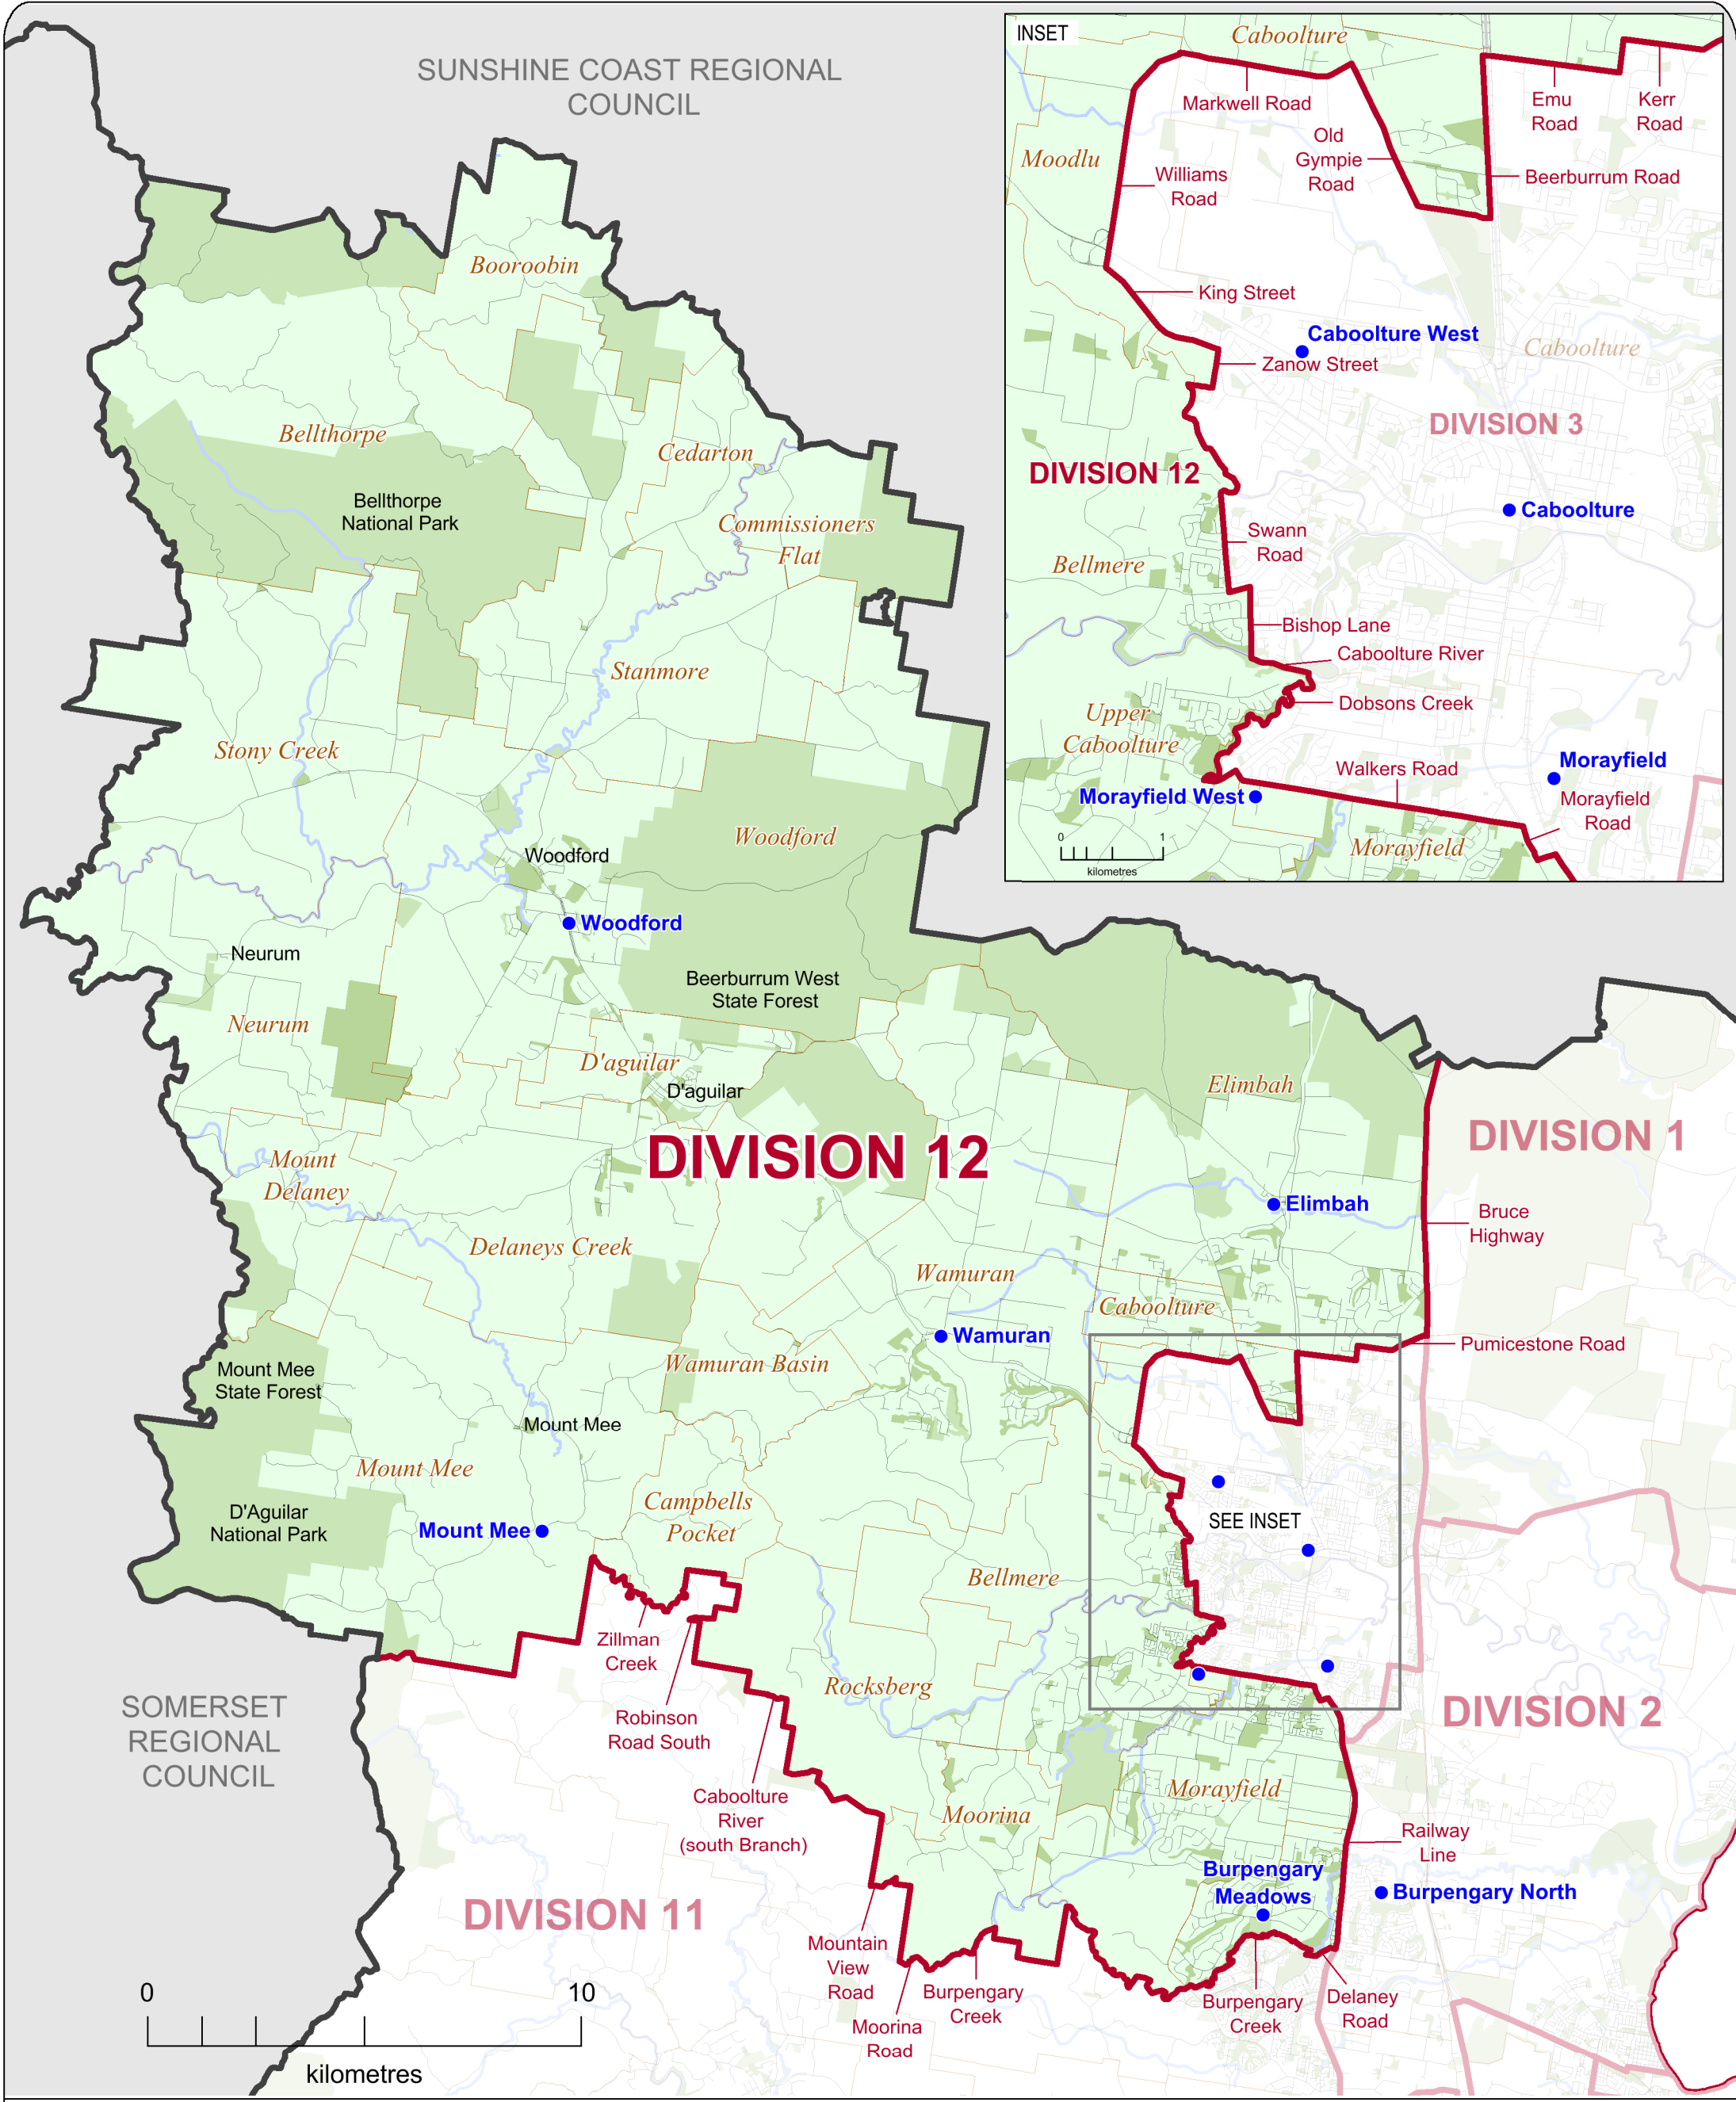 SUNSHINE COAST REGIONAL
COUNCIL
INSET
Caboolture
Markwell Road
Emu
Road
Kerr
Road
Moodlu
Old
Gympie
Road
Williams
Road
Beerburrum Road
King Street
Caboolture West
Caboolture
Zanow Street
DIVISION 3
DIVISION 12
Caboolture
Swann
Road
Bellmere
Bishop Lane
Caboolture River
Dobsons Creek
Upper
Caboolture
Walkers Road
Morayfield
Morayfield West
Morayfield
Road
0 1
kilometres
Morayfield
Booroobin
Bellthorpe
Cedarton
Bellthorpe
National Park
Commissioners
Flat
Stanmore
Stony Creek
Woodford
Woodford
Woodford
Neurum
Beerburrum West
State Forest
Neurum
D'aguilar
D'aguilar
Elimbah
DIVISION 1
DIVISION 12
Mount
Delaney
Elimbah
Bruce
Highway
Delaneys Creek
Wamuran
Caboolture
Wamuran
Pumicestone Road
Wamuran Basin
Mount Mee
State Forest
Mount Mee
Mount Mee
Campbells
Pocket
D'Aguilar
National Park
Mount Mee
SEE INSET
Bellmere
Zillman
Creek
Rocksberg
SOMERSET
REGIONAL
COUNCIL
Robinson
Road South
DIVISION 2
Caboolture
River
(south Branch)
Morayfield
Moorina
Railway
Line
Burpengary
Meadows
Burpengary North
DIVISION 11
Mountain
View
Road
Burpengary
Creek
Moorina
Road
Burpengary
Creek
Delaney
Road
0 10
kilometres